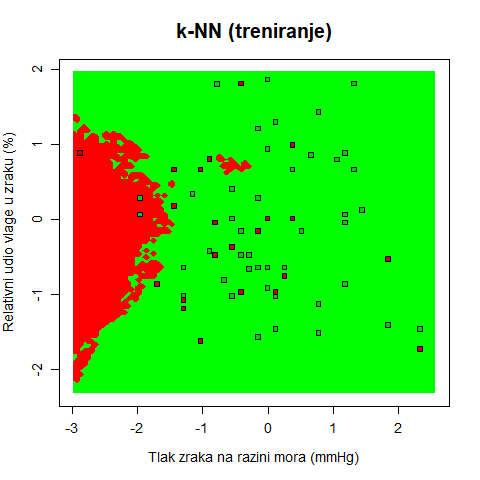 k-NN (treniranje)
Relativni udio vlage u zraku (%)
2
1
0
-1
-2
-3 -2 -1 0 1 2
Tlak zraka na razini mora (mmHg)